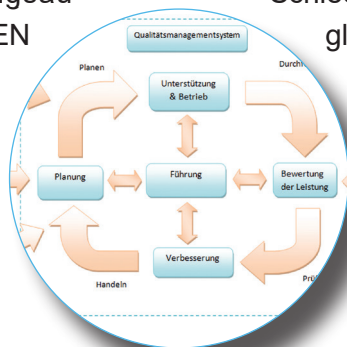 EN
Qualitätsmanagementsystem
Planen
Unterstützung
& Betrieb
Planung
Führung
Bewertung
der Leistung
Verbesserung
Handeln